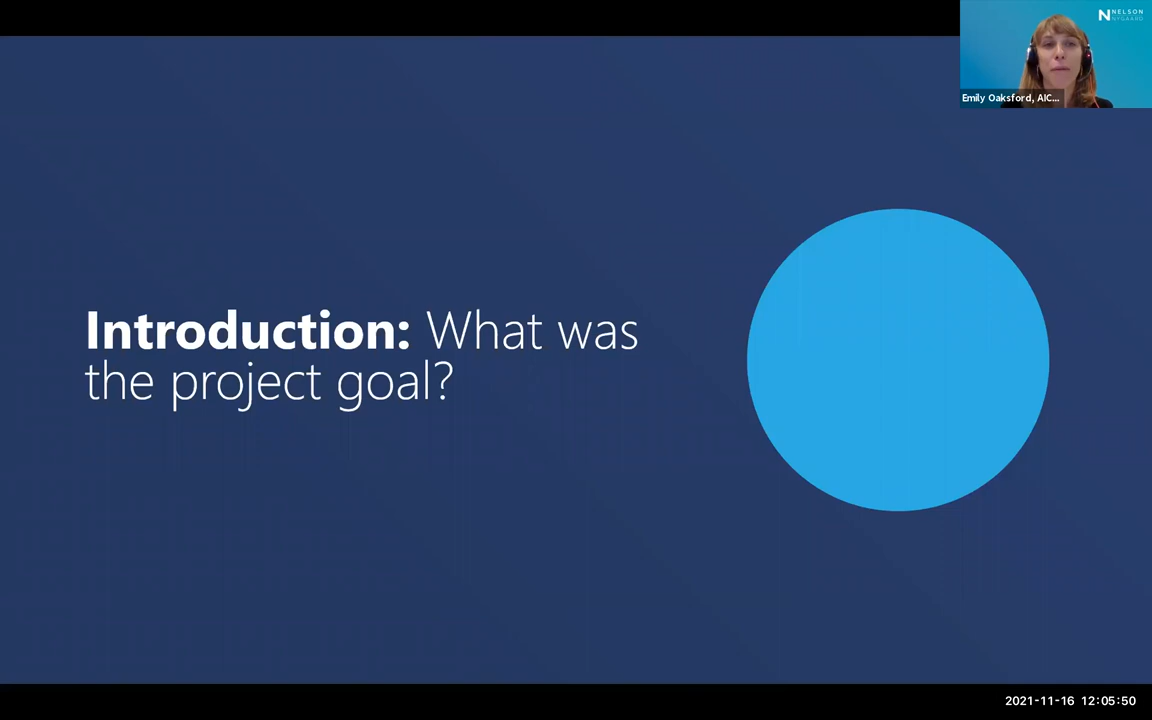 NELSON
NYGAARD
Emily Oaksford, AIC...
Introduction: What was
the project goal?
2021-11-16 12:05:50